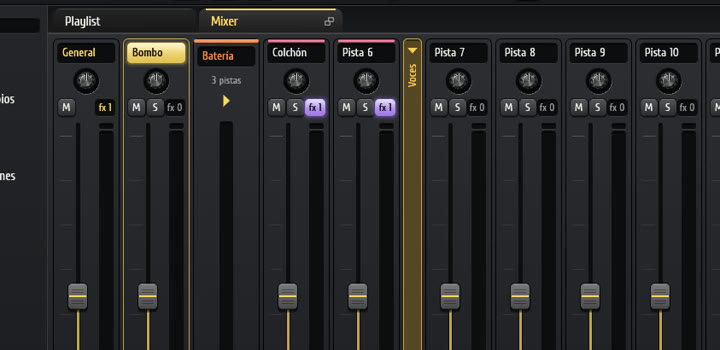 Playlist
Mixer
General
Bombo
Batería
Colchón
Pista 6
Voces
Pista 7
Pista 8
Pista 9
Pista 10
3 pistas
M
fx 1
M
S
fx 0
M
S
fx 1
M
S
fx 1
M
S
fx 0
M
S
fx 0
M
S
fx 0
M
S
fx 0